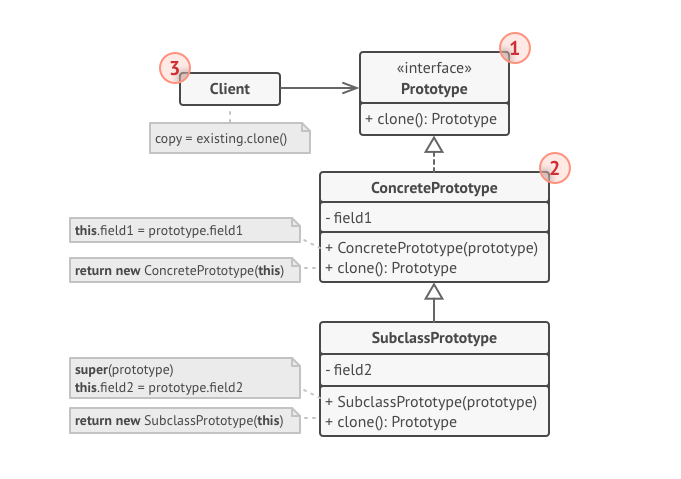 1
3
«interface»
Prototype
Client
+ clone(): Prototype
copy = existing.clone()
2
ConcretePrototype
- field1
this.field1 = prototype.field1
+ ConcretePrototype(prototype)
return new ConcretePrototype(this)
+ clone(): Prototype
SubclassPrototype
- field2
super(prototype)
this.field2 = prototype.field2
+ SubclassPrototype(prototype)
return new SubclassPrototype(this)
+ clone(): Prototype